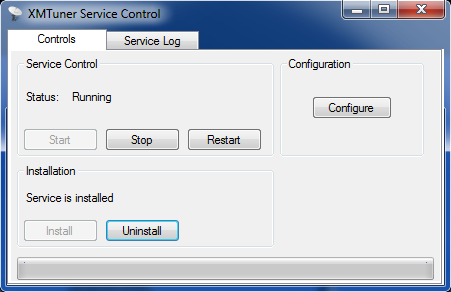 XMTuner Service Control
Controls
Service Log
Service Control
Status: Running
Start
Stop
Restart
Configuration
Configure
Installation
Service is installed
Install
Uninstall